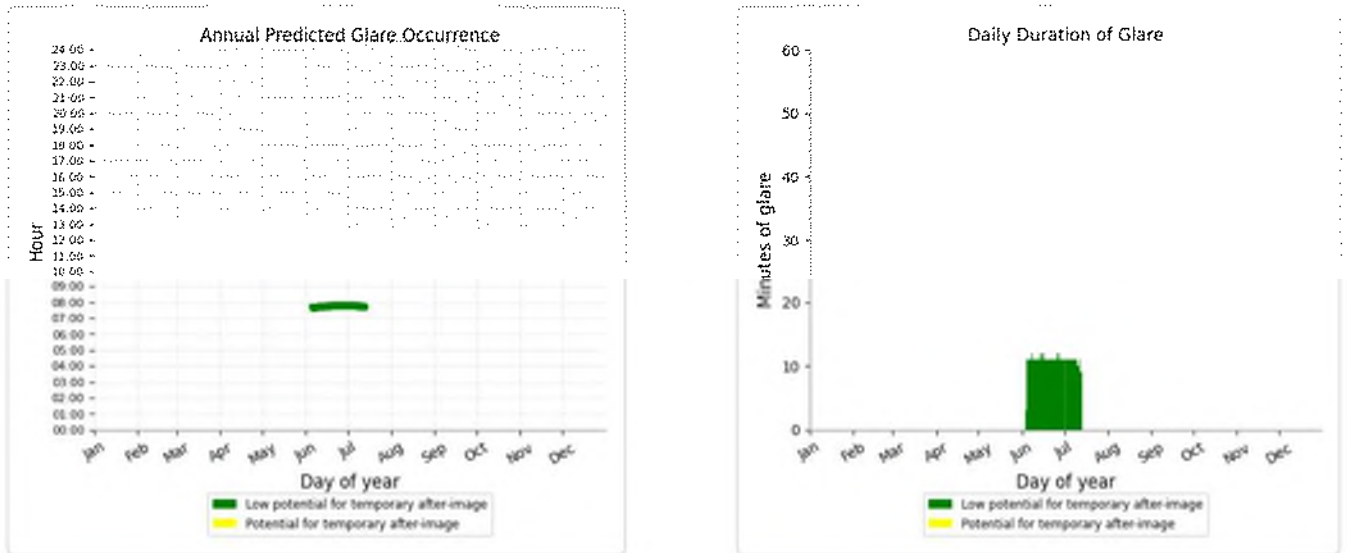 Annual Predicted Glare Occurrence
24:00
23:00
22:00
21:00
20:00
19:00
18:00
17:00
16:00
15:00
14:00
13:00
12:00
11:00
10:00
09:00
08:00
07:00
06:00
05:00
04:00
03:00
02:00
01:00
00:00
Hour
Jan Feb Mar Apr May Jun Jul Aug Sep Oct Nov Dec
Day of year
Low potential for temporary after-image
Potential for temporary after-image
Daily Duration of Glare
60
50
40
30
20
10
0
Minutes of glare
Jan Feb Mar Apr May Jun Jul Aug Sep Oct Nov Dec
Day of year
Low potential for temporary after-image
Potential for temporary after-image